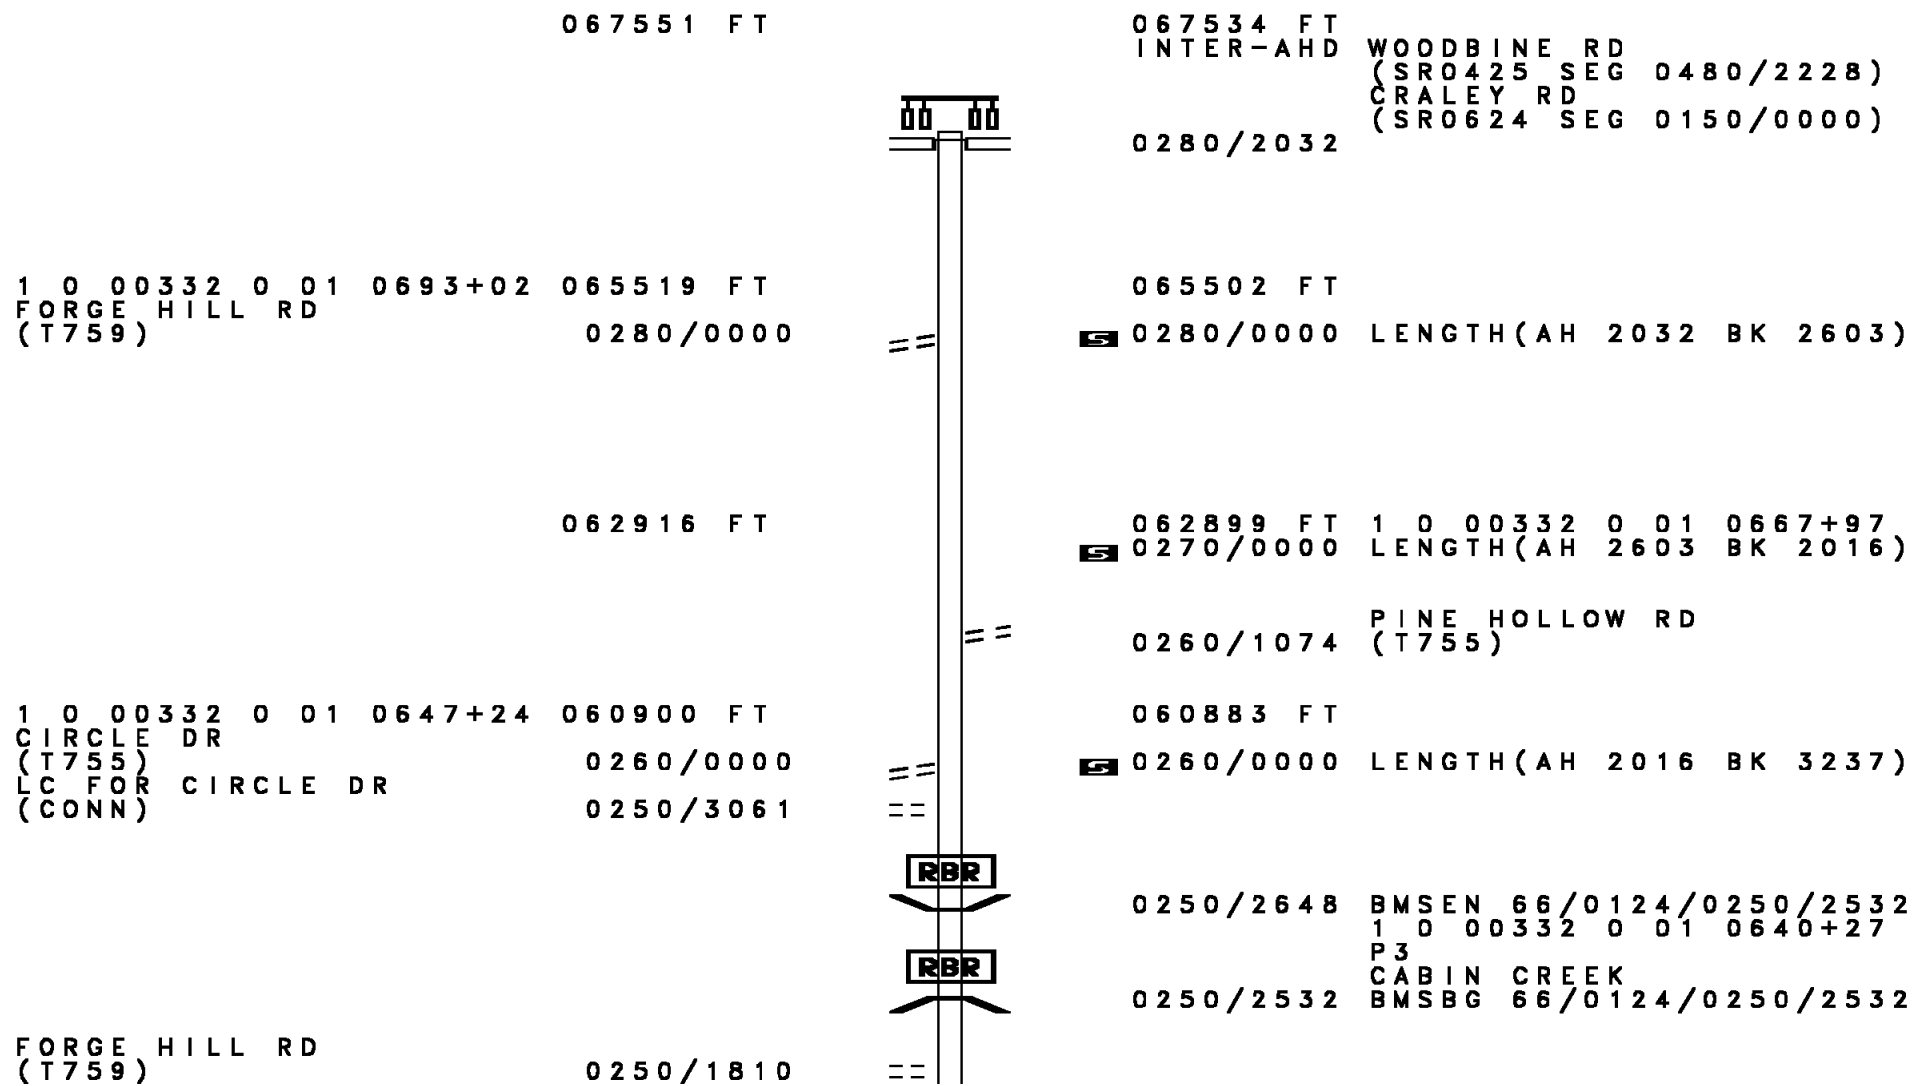 067551 FT 067534 FT
INTER-AHD WOODBINE RD
(SR0425 SEG 0480/2228)
CRALEY RD
(SR0624 SEG 0150/0000)
0280/2032
1 0 00332 0 01 0693+02 065519 FT 065502 FT
FORGE HILL RD
(T759) 0280/0000 S 0280/0000 LENGTH(AH 2032 BK 2603)
062916 FT 062899 FT 1 0 00332 0 01 0667+97
S 0270/0000 LENGTH(AH 2603 BK 2016)
PINE HOLLOW RD
0260/1074 (T755)
1 0 00332 0 01 0647+24 060900 FT 060883 FT
CIRCLE DR
(T755) 0260/0000 S 0260/0000 LENGTH(AH 2016 BK 3237)
LC FOR CIRCLE DR
(CONN) 0250/3061
RBR
0250/2648 BMSEN 66/0124/0250/2532
1 0 00332 0 01 0640+27
P3
RBR
CABIN CREEK
0250/2532 BMSBG 66/0124/0250/2532
FORGE HILL RD
(T759) 0250/1810